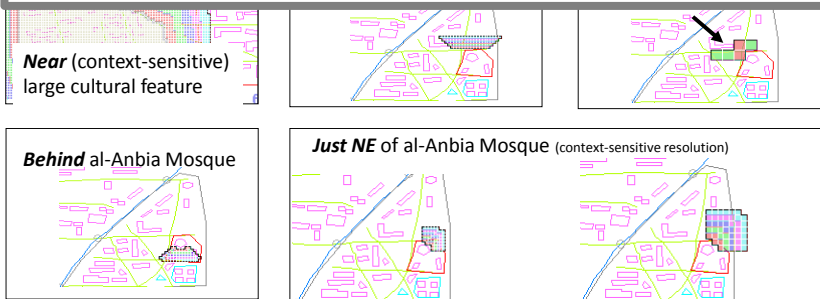 Near (context-sensitive)
large cultural feature
Behind al-Anbia Mosque
Just NE of al-Anbia Mosque (context-sensitive resolution)